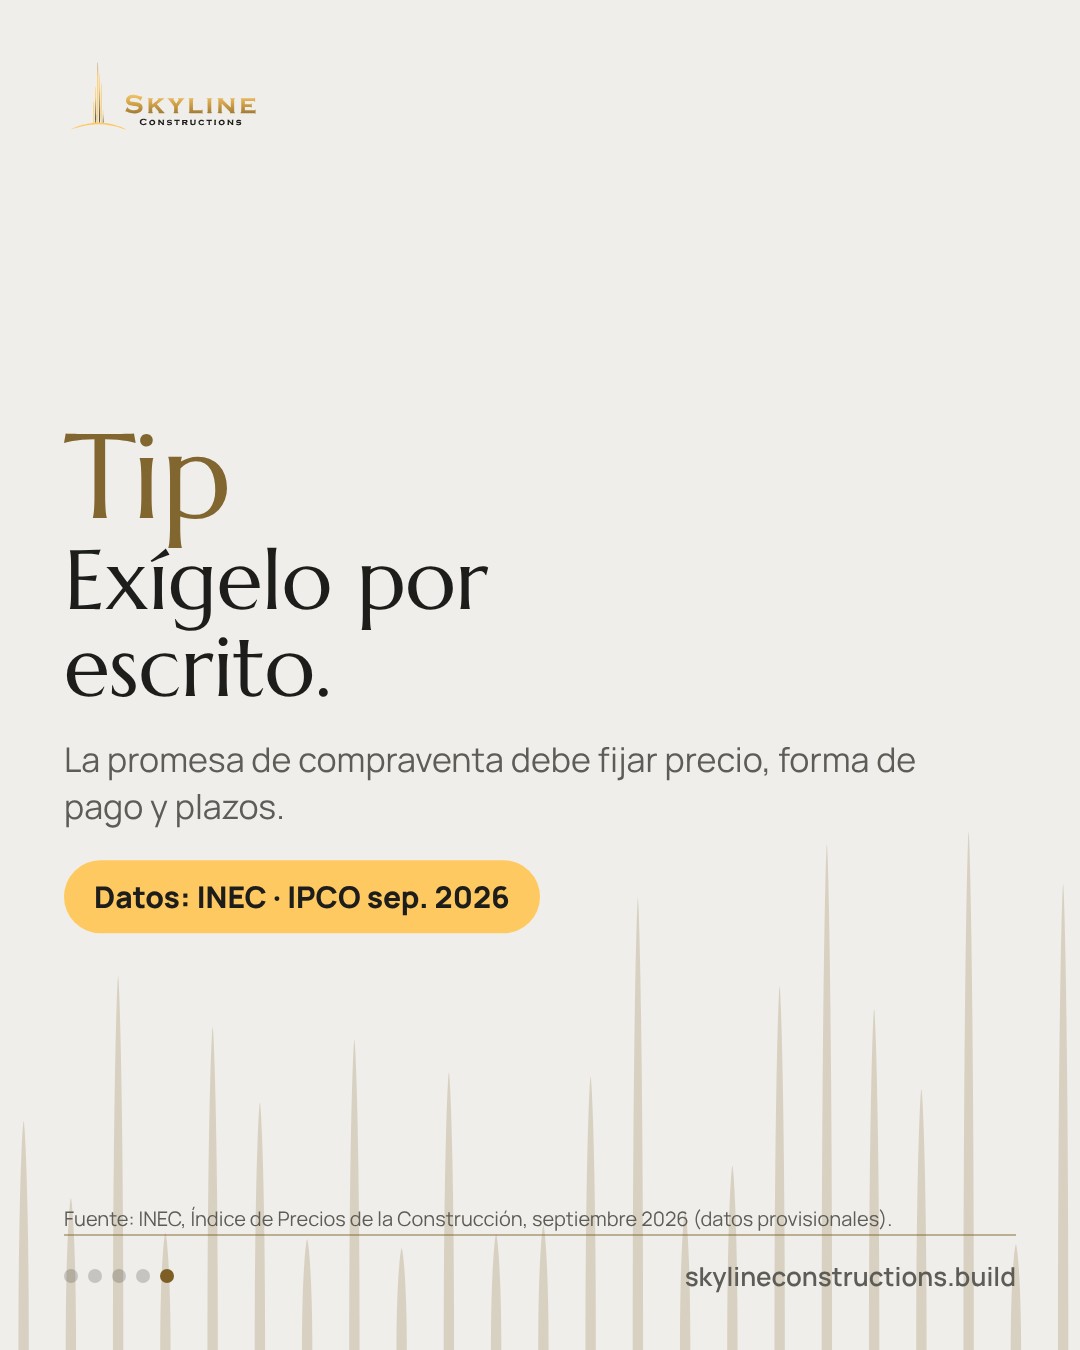 SKYLINE
CONSTRUCTIONS
Tip
Exígelo por
escrito.
La promesa de compraventa debe fijar precio, forma de
pago y plazos.
Datos: INEC · IPCO sep. 2026
Fuente: INEC, Índice de Precios de la Construcción, septiembre 2026 (datos provisionales).
skylineconstructions.build